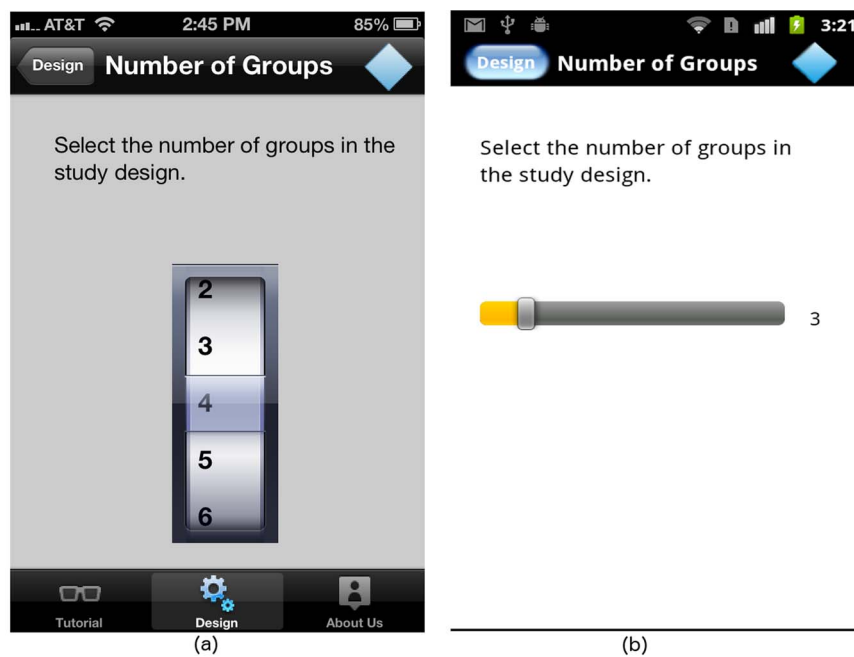 AT&T 2:45 PM 85%
Design Number of Groups
Select the number of groups in the
study design.
2
3
4
5
6
Tutorial Design About Us
(a)
3:21
Design Number of Groups
Select the number of groups in
the study design.
3
(b)